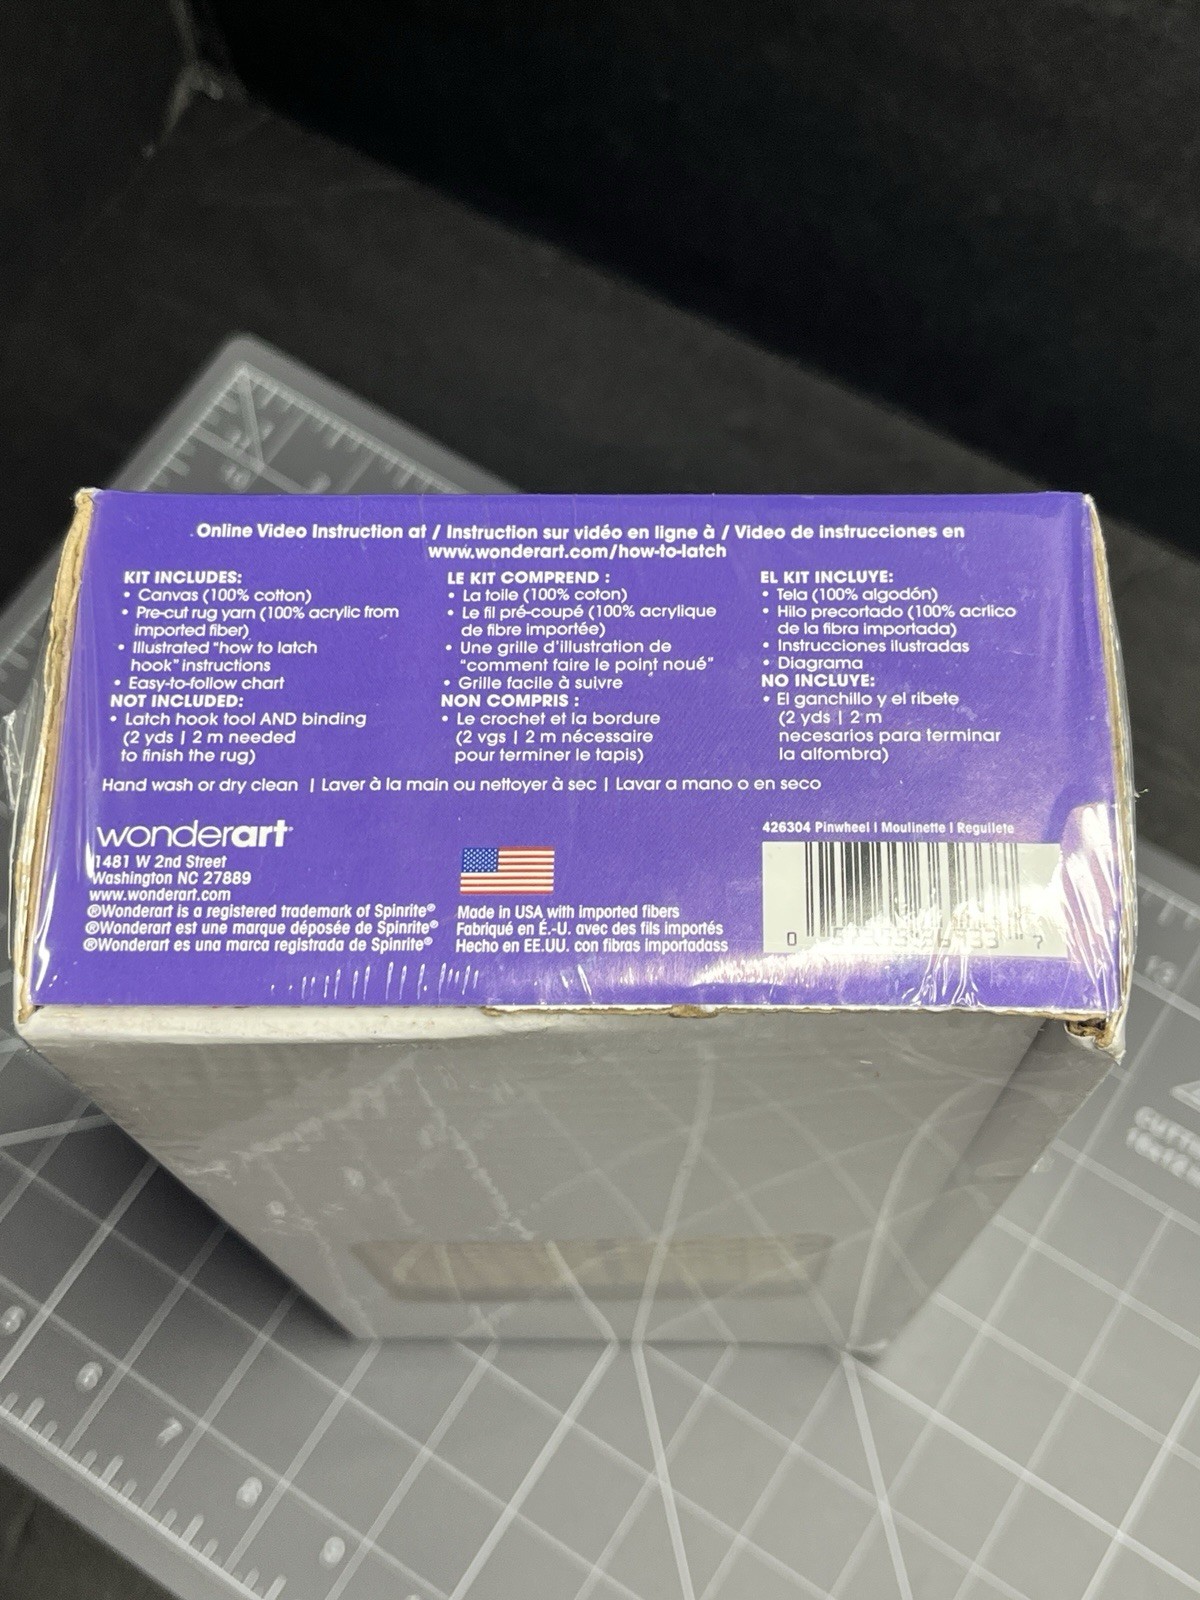 Online Video Instruction at / Instruction sur vidéo en ligne à / Video de instrucciones en
www.wonderart.com/how-to-latch
KIT INCLUDES:
• Canvas (100% cotton)
• Pre-cut rug yarn (100% acrylic from
imported fiber)
• Illustrated "how to latch
hook" instructions
• Easy-to-follow chart
NOT INCLUDED:
• Latch hook tool AND binding
(2 yds | 2 m needed
to finish the rug)
LE KIT COMPREND :
• La toile (100% coton)
• Le fil pré-coupé (100% acrylique
de fibre importée)
• Une grille d'illustration de
"comment faire le point noué"
• Grille facile à suivre
NON COMPRIS :
• Le crochet et la bordure
(2 vgs | 2 m nécessaire
pour terminer le tapis)
EL KIT INCLUYE:
• Tela (100% algodón)
• Hilo precortado (100% acrlico
de la fibra importada)
• Instrucciones ilustradas
• Diagrama
NO INCLUYE:
• El ganchillo y el ribete
(2 yds | 2 m
necesarios para terminar
la alfombra)
Hand wash or dry clean | Laver à la main ou nettoyer à sec | Lavar a mano o en seco
wonderart
1481 W 2nd Street
Washington NC 27889
www.wonderart.com
®Wonderart is a registered trademark of Spinrite®
®Wonderart est une marque déposée de Spinrite®
®Wonderart es una marca registrada de Spinrite®
Made in USA with imported fibers
Fabriqué en É.-U. avec des fils importés
Hecho en EE.UU. con fibras importadass
426304 Pinwheel | Moulinette | Reguilete
0
7